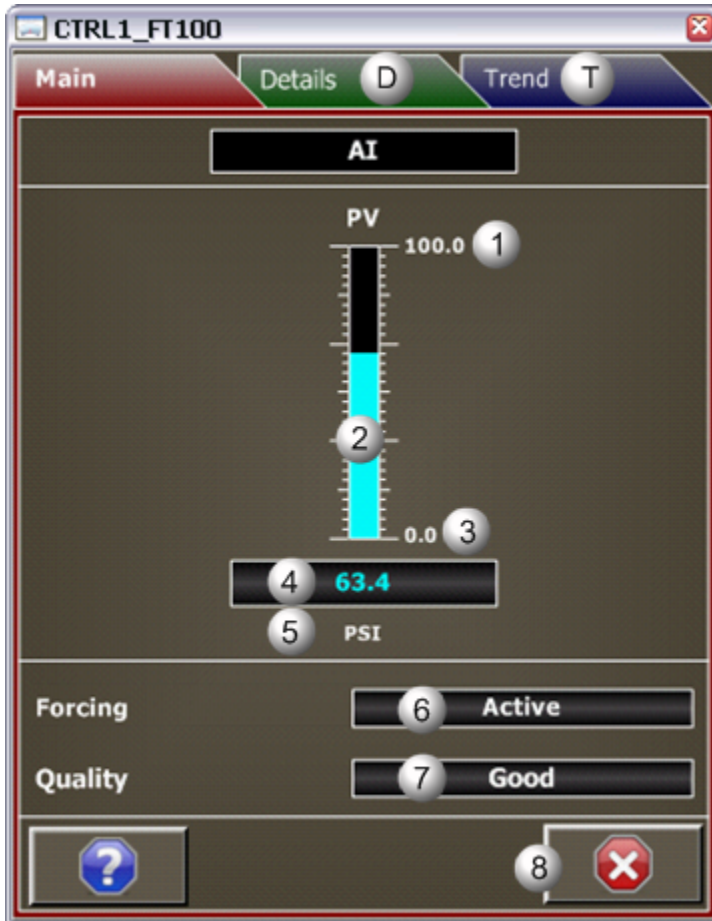 CTRL1_FT100
Main Details D Trend T
AI
PV
100.0 1
2
0.0 3
4 63.4
5 PSI
Forcing 6 Active
Quality 7 Good
? 8